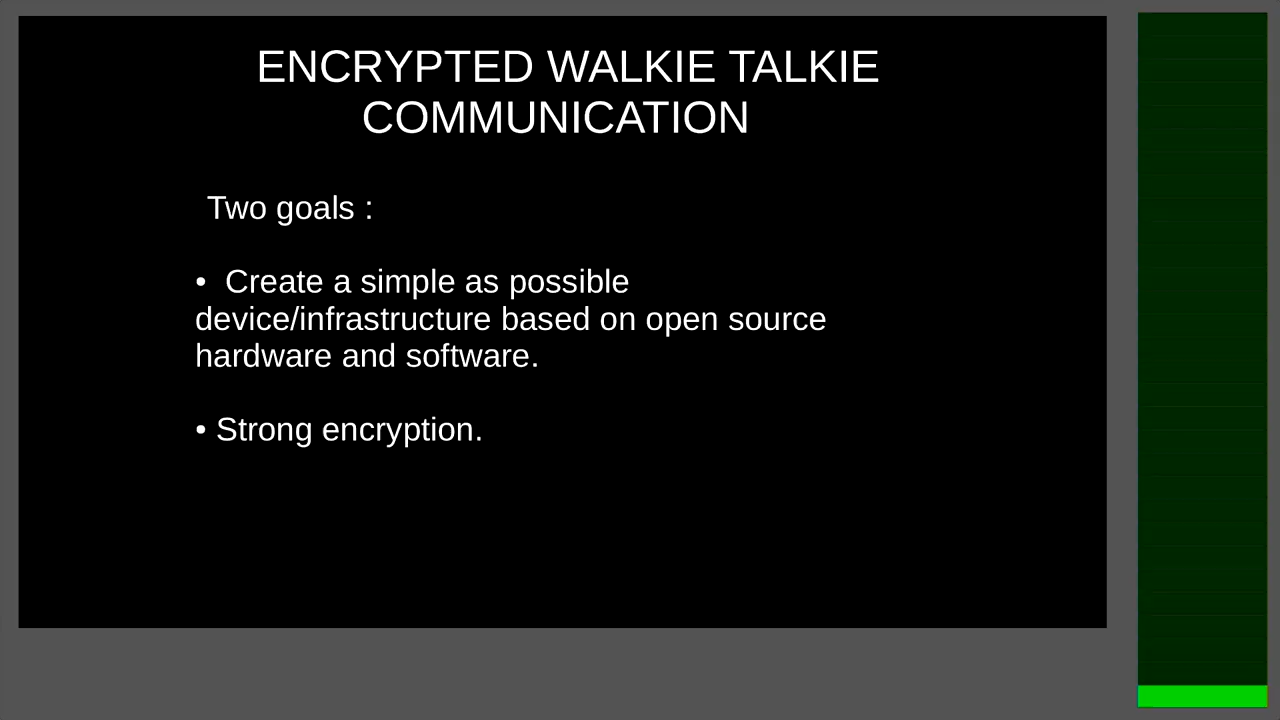 ENCRYPTED WALKIE TALKIE
COMMUNICATION
Two goals :
• Create a simple as possible
device/infrastructure based on open source
hardware and software.
• Strong encryption.